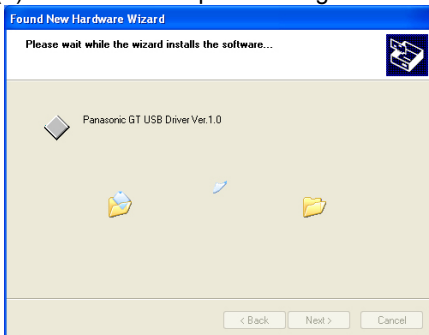 Found New Hardware Wizard
Please wait while the wizard installs the software...
Panasonic GT USB Driver Ver.1.0
< Back
Next >
Cancel